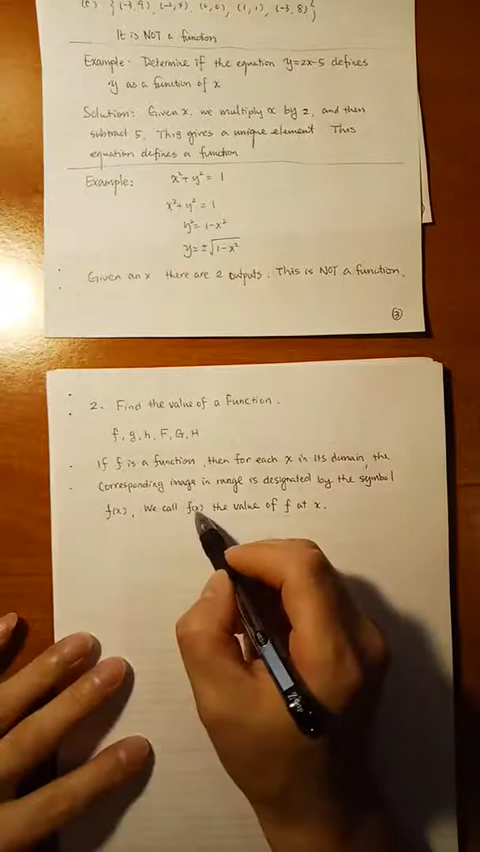 (c) {(-3,9), (-2,4), (0,0), (1,1), (-3,8)}
It is NOT a function
Example: Determine if the equation y=2x-5 defines
y as a function of x
Solution: Given x, we multiply x by 2, and then
subtract 5. This gives a unique element This
equation defines a function
Example: x²+y² = 1
x²+y² = 1
y² = 1-x²
y = ±√1-x²
Given an x there are 2 outputs. This is NOT a function.
③
2. Find the value of a function.
f, g, h, F, G, H
If f is a function, then for each x in its domain, the
corresponding image in range is designated by the symbol
f(x), We call f(x) the value of f at x.